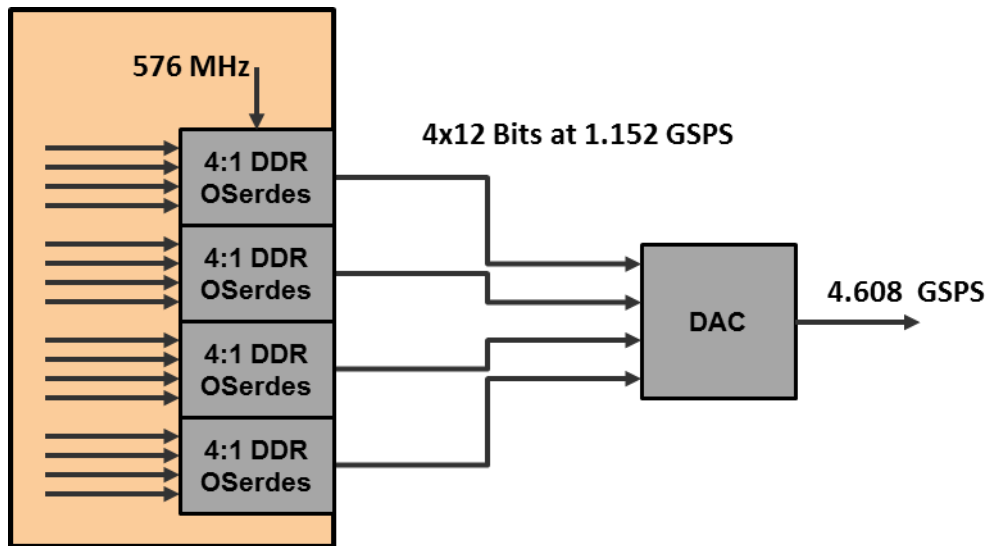 576 MHz
4x12 Bits at 1.152 GSPS
4:1 DDR
OSerdes
4:1 DDR
OSerdes
4:1 DDR
OSerdes
4:1 DDR
OSerdes
DAC
4.608 GSPS